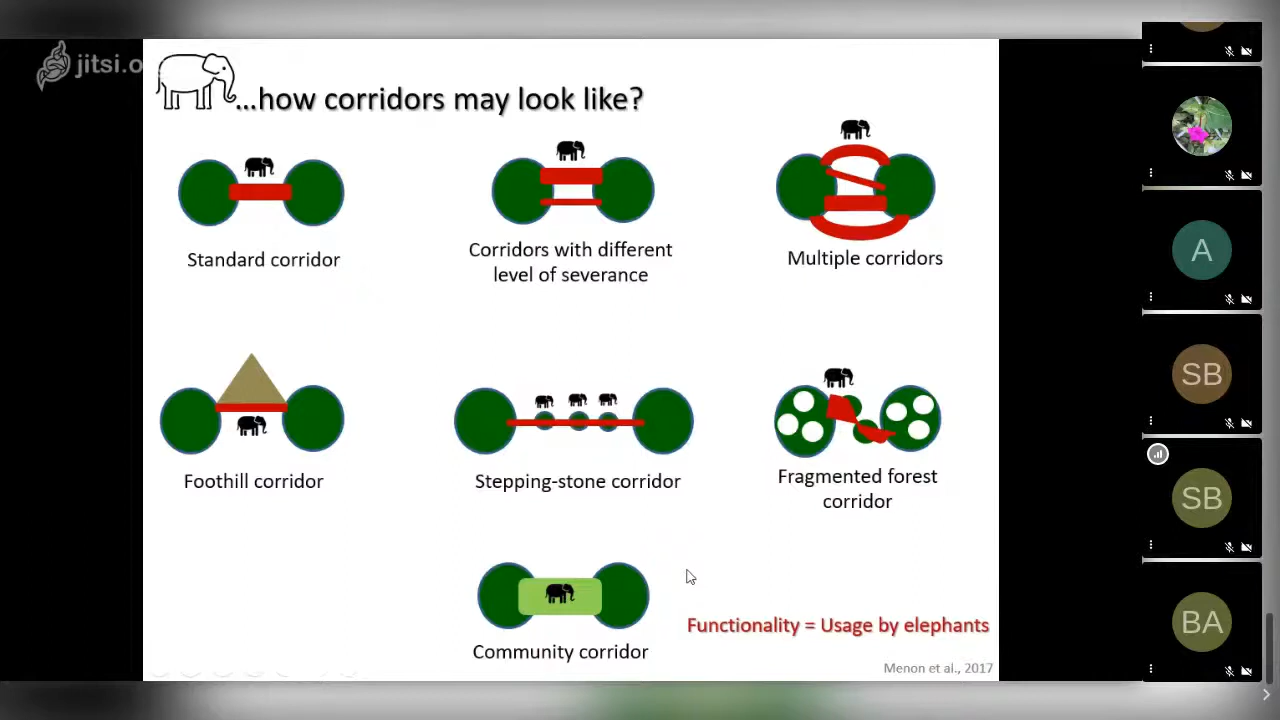 jitsi.o
...how corridors may look like?
Standard corridor
Corridors with different
level of severance
Multiple corridors
Foothill corridor
Stepping-stone corridor
Fragmented forest
corridor
Community corridor
Functionality = Usage by elephants
Menon et al., 2017
A
SB
SB
BA